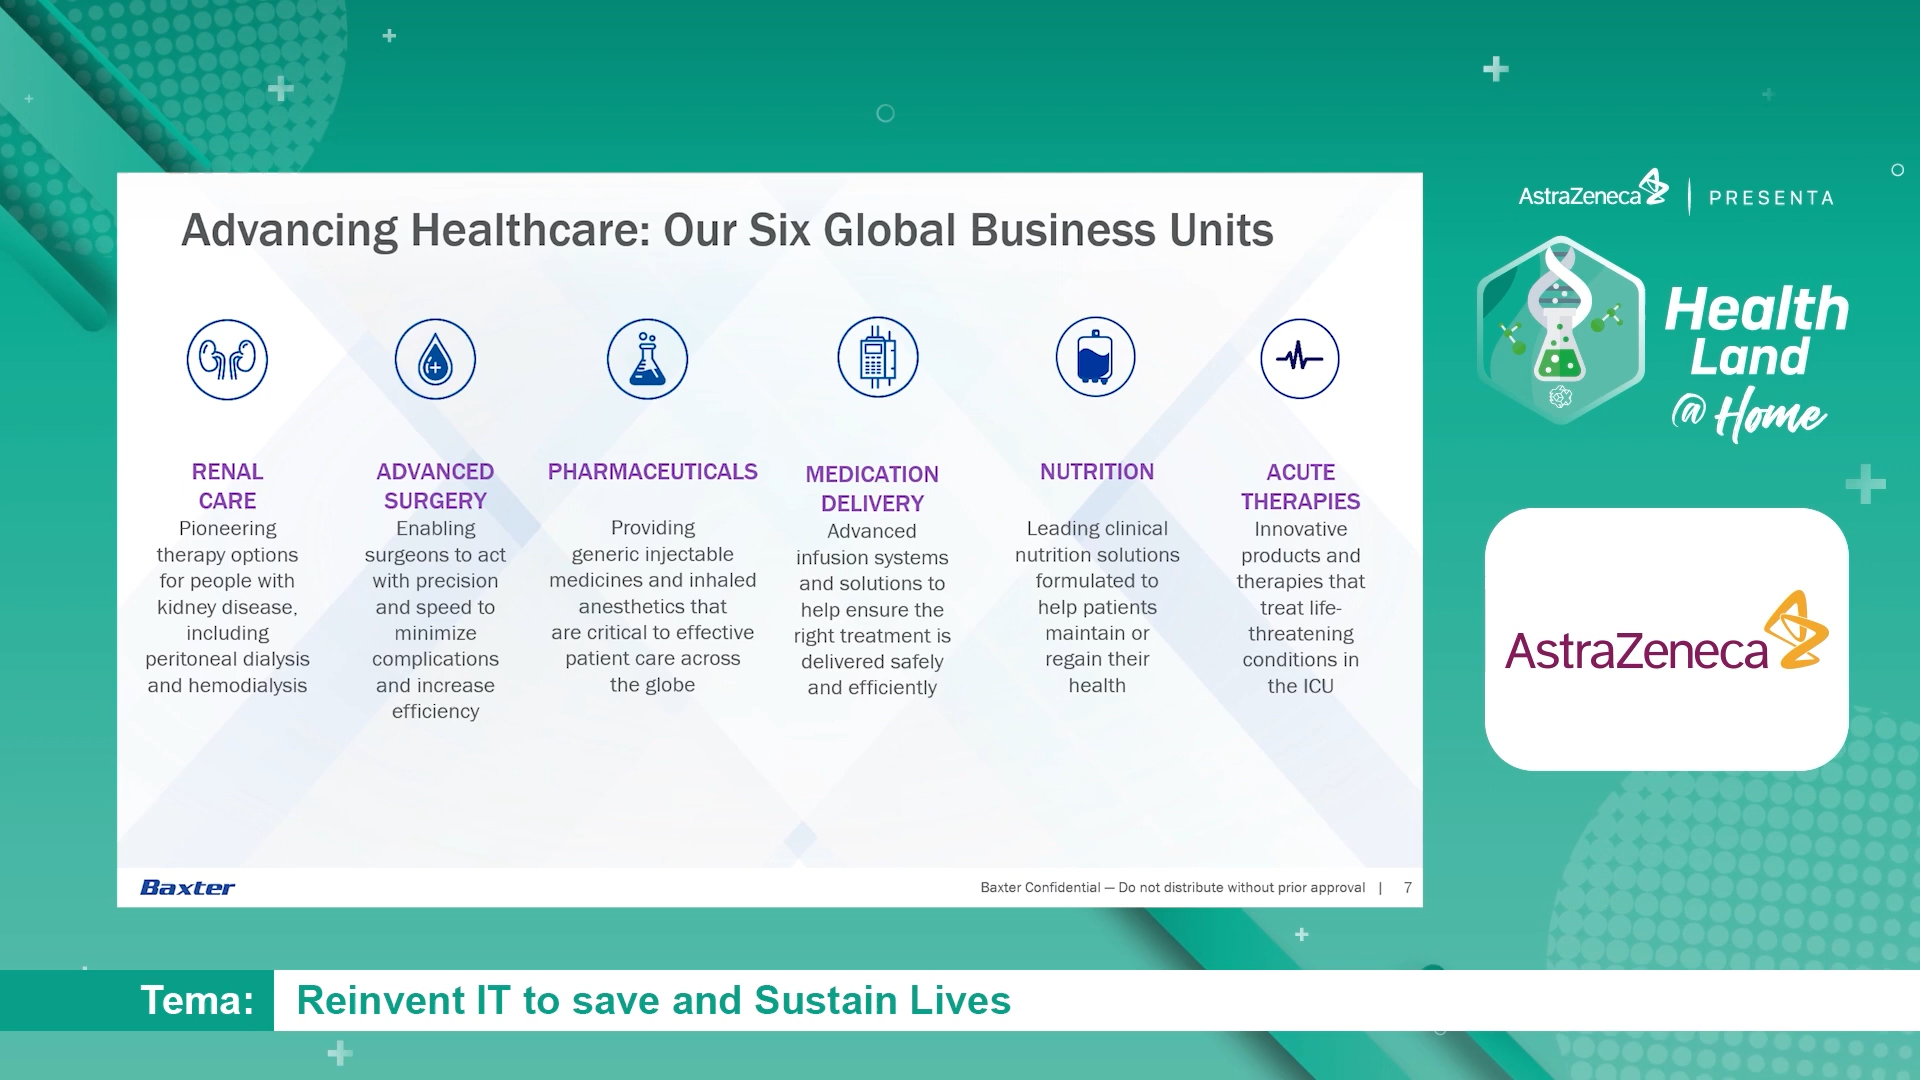 Advancing Healthcare: Our Six Global Business Units
RENAL
CARE
Pioneering
therapy options
for people with
kidney disease,
including
peritoneal dialysis
and hemodialysis
ADVANCED
SURGERY
Enabling
surgeons to act
with precision
and speed to
minimize
complications
and increase
efficiency
PHARMACEUTICALS
Providing
generic injectable
medicines and inhaled
anesthetics that
are critical to effective
patient care across
the globe
MEDICATION
DELIVERY
Advanced
infusion systems
and solutions to
help ensure the
right treatment is
delivered safely
and efficiently
NUTRITION
Leading clinical
nutrition solutions
formulated to
help patients
maintain or
regain their
health
ACUTE
THERAPIES
Innovative
products and
therapies that
treat life-
threatening
conditions in
the ICU
Baxter
Baxter Confidential — Do not distribute without prior approval | 7
AstraZeneca | PRESENTA
Health
Land
@ Home
AstraZeneca
Tema: Reinvent IT to save and Sustain Lives